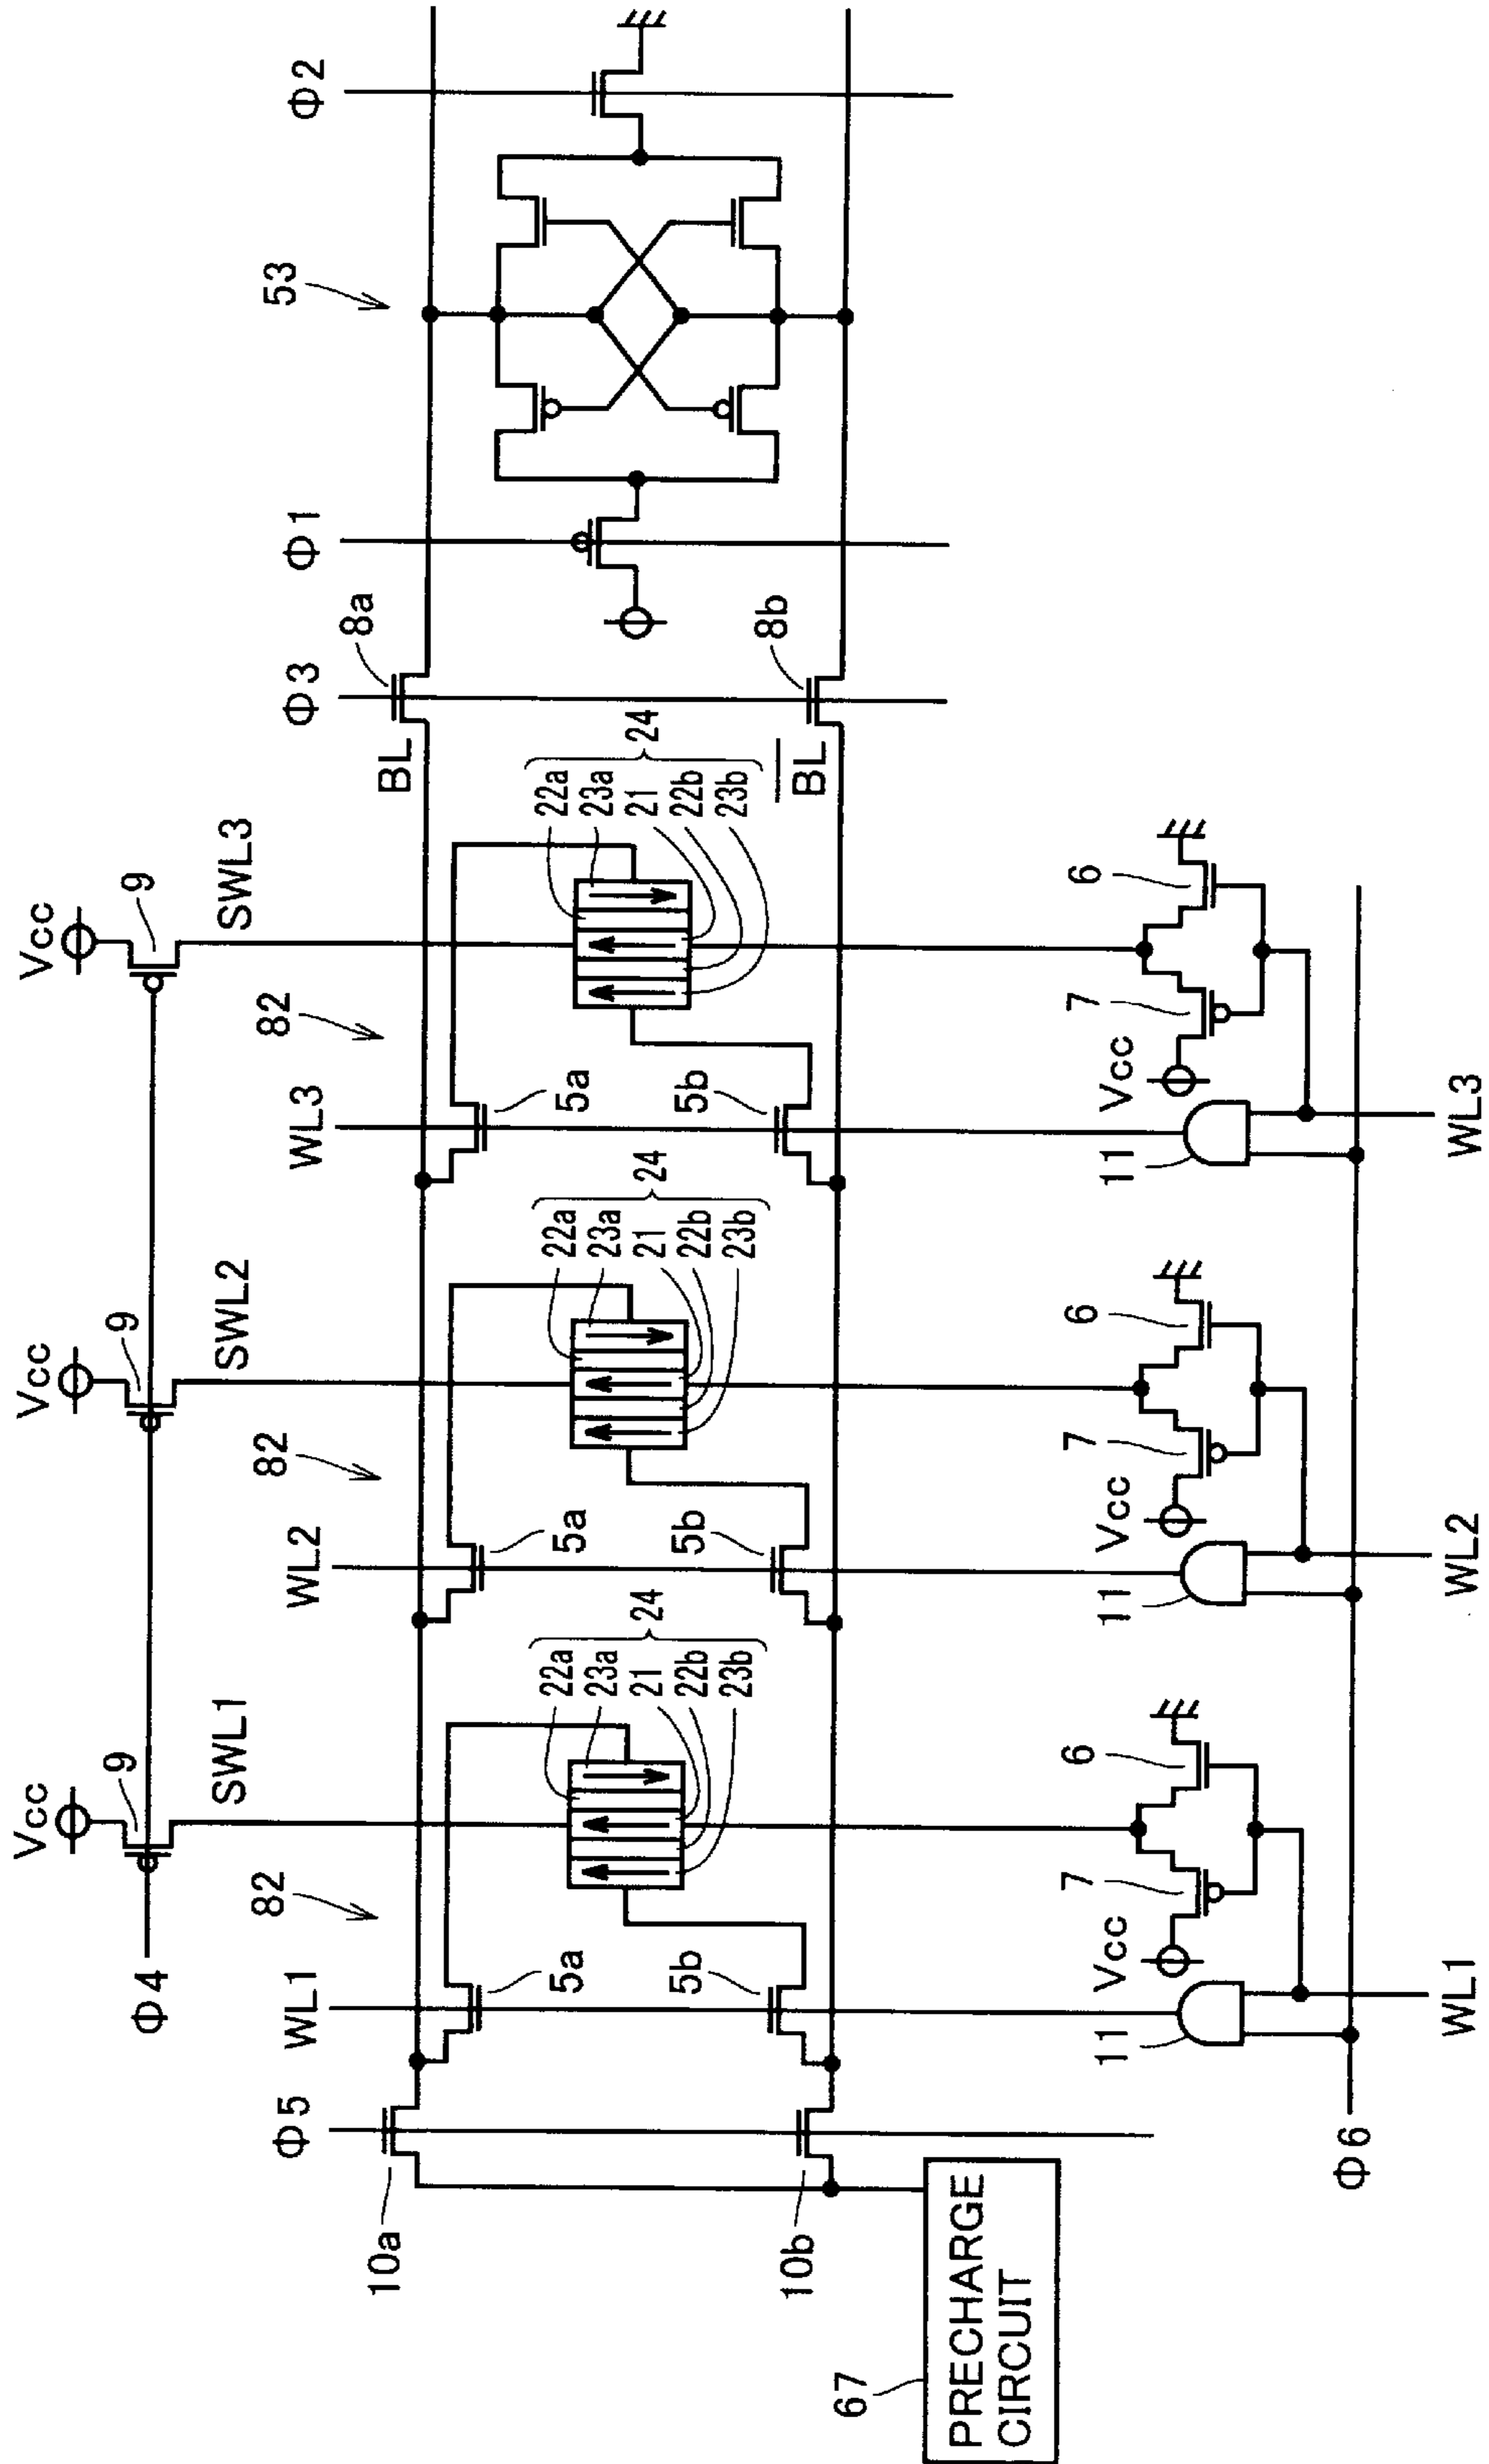 Vcc
Vcc
Vcc
9
9
9
Φ4
SWL1
SWL2
SWL3
82
82
82
53
Φ5
WL1
WL2
WL3
Φ3
Φ1
Φ2
10a
8a
BL
5a
5a
5a
22a
23a
21
22b
23b
24
22a
23a
21
22b
23b
24
22a
23a
21
22b
23b
24
5b
5b
5b
10b
8b
BL
67
PRECHARGE
CIRCUIT
11
Vcc
7
6
11
Vcc
7
6
11
Vcc
7
6
Φ6
WL1
WL2
WL3